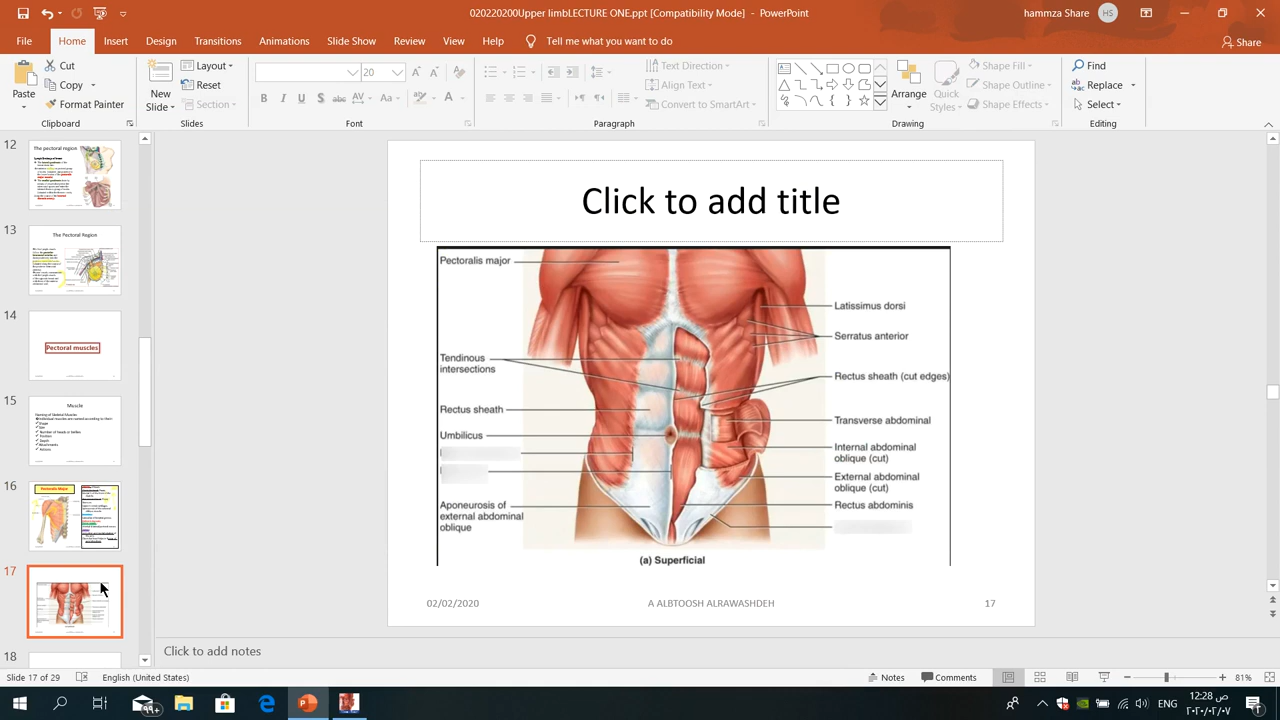 020220200Upper limbLECTURE ONE.ppt [Compatibility Mode] - PowerPoint
hammza Share
HS
File
Home
Insert
Design
Transitions
Animations
Slide Show
Review
View
Help
Tell me what you want to do
Share
Paste
Cut
Copy
Format Painter
Clipboard
New
Slide
Layout
Reset
Section
Slides
20
Font
Text Direction
Align Text
Convert to SmartArt
Paragraph
Arrange
Quick
Styles
Shape Fill
Shape Outline
Shape Effects
Drawing
Find
Replace
Select
Editing
12
The pectoral region
13
The Pectoral Region
14
Pectoral muscles
15
Muscle
16
Pectoralis Major
17
18
Click to add title
Pectoralis major
Tendinous
intersections
Rectus sheath
Umbilicus
Aponeurosis of
external abdominal
oblique
Latissimus dorsi
Serratus anterior
Rectus sheath (cut edges)
Transverse abdominal
Internal abdominal
oblique (cut)
External abdominal
oblique (cut)
Rectus abdominis
(a) Superficial
02/02/2020
A ALBTOOSH ALRAWASHDEH
17
Click to add notes
Slide 17 of 29
English (United States)
Notes
Comments
81%
ENG
12:28 ص
٢٠٢٠/٠٢/٠٧